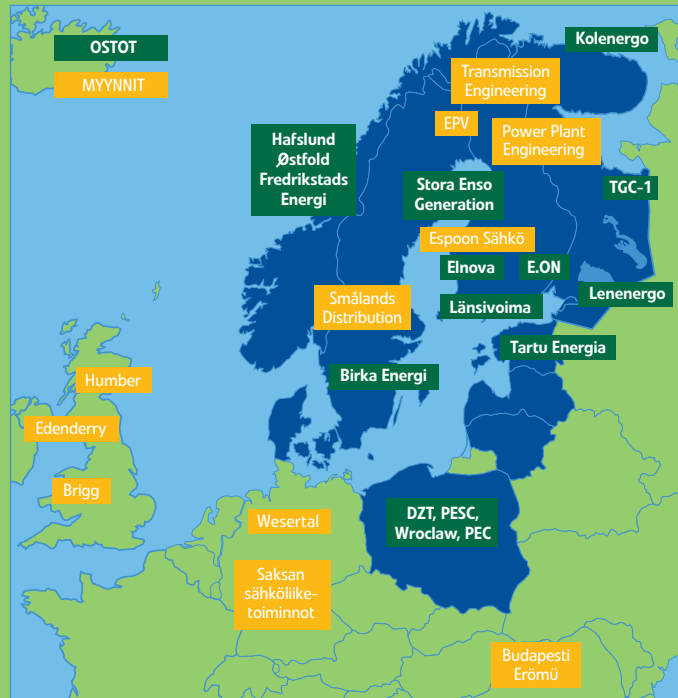 OSTOT
MYYNNIT
Kolenergo
Transmission
Engineering
EPV
Power Plant
Engineering
Hafslund
Østfold
Fredrikstads
Energi
Stora Enso
Generation
TGC-1
Espoon Sähkö
Elnova
E.ON
Länsivoima
Lenenergo
Smålands
Distribution
Tartu Energia
Birka Energi
Humber
Edenderry
Brigg
Wesertal
DZT, PESC,
Wroclaw, PEC
Saksan
sähköliike-
toiminnot
Budapesti
Erömü